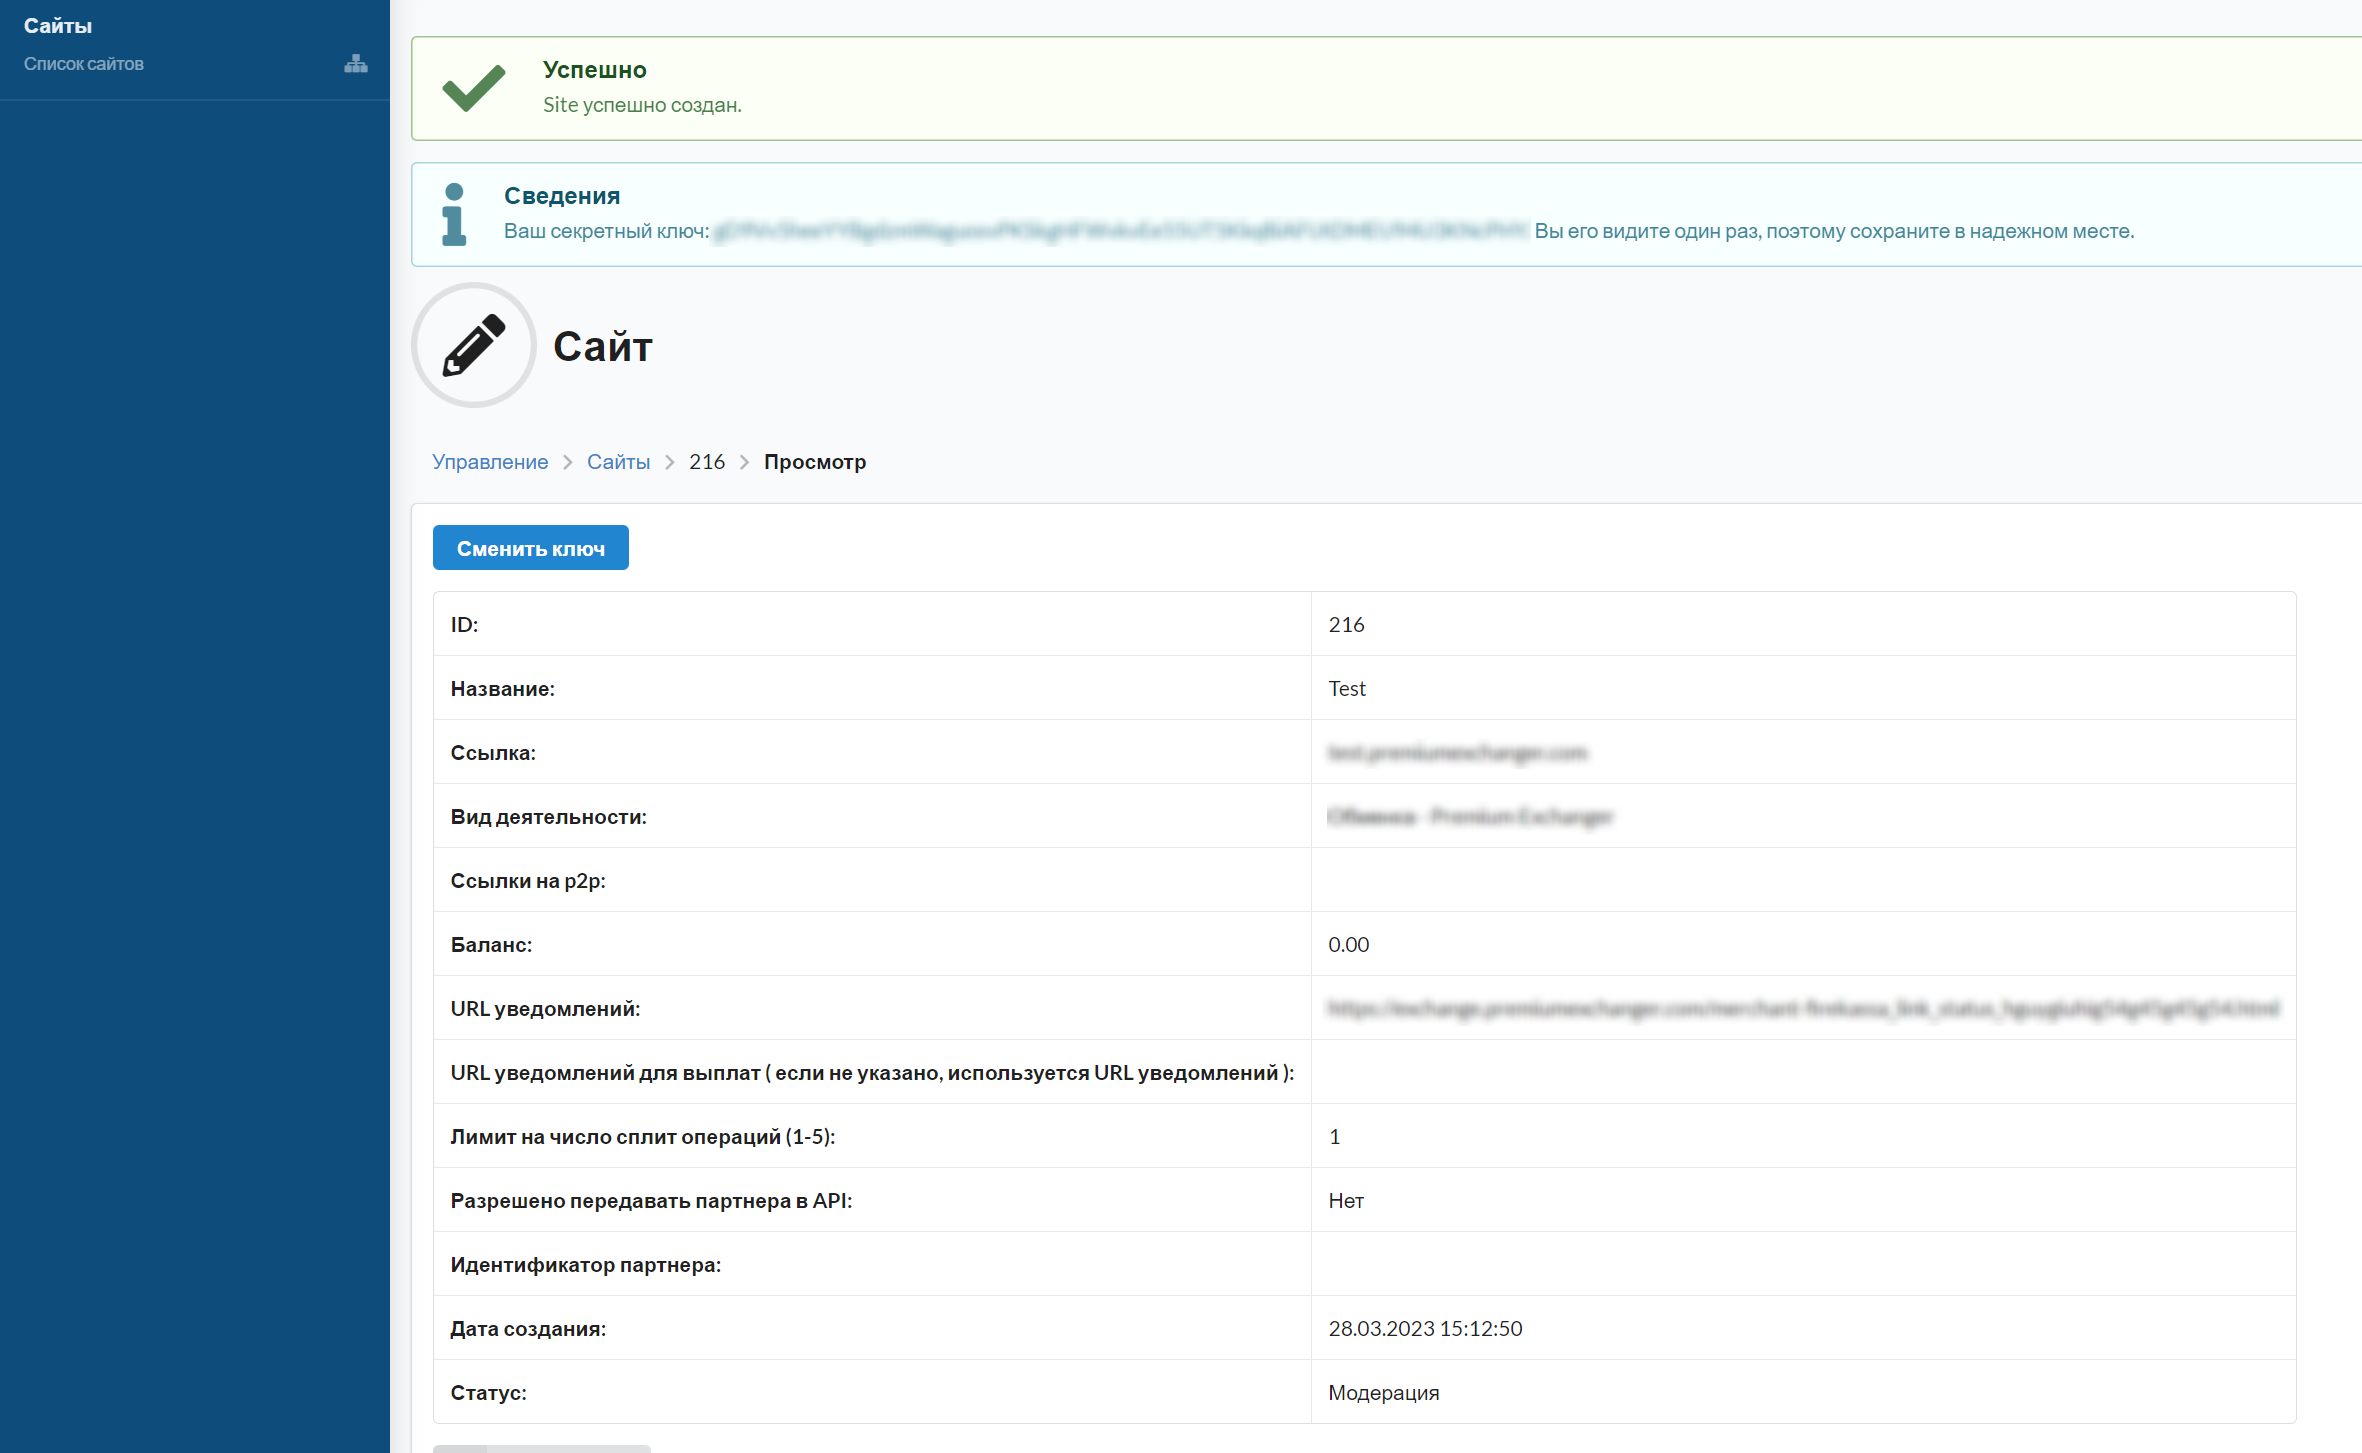 Сайты
Список сайтов
Успешно
Site успешно создан.
Сведения
Ваш секретный ключ: Вы его видите один раз, поэтому сохраните в надежном месте.
Сайт
Управление > Сайты > 216 > Просмотр
Сменить ключ
ID: 216
Название: Test
Ссылка:
Вид деятельности:
Ссылки на p2p:
Баланс: 0.00
URL уведомлений:
URL уведомлений для выплат ( если не указано, используется URL уведомлений ):
Лимит на число сплит операций (1-5): 1
Разрешено передавать партнера в API: Нет
Идентификатор партнера:
Дата создания: 28.03.2023 15:12:50
Статус: Модерация